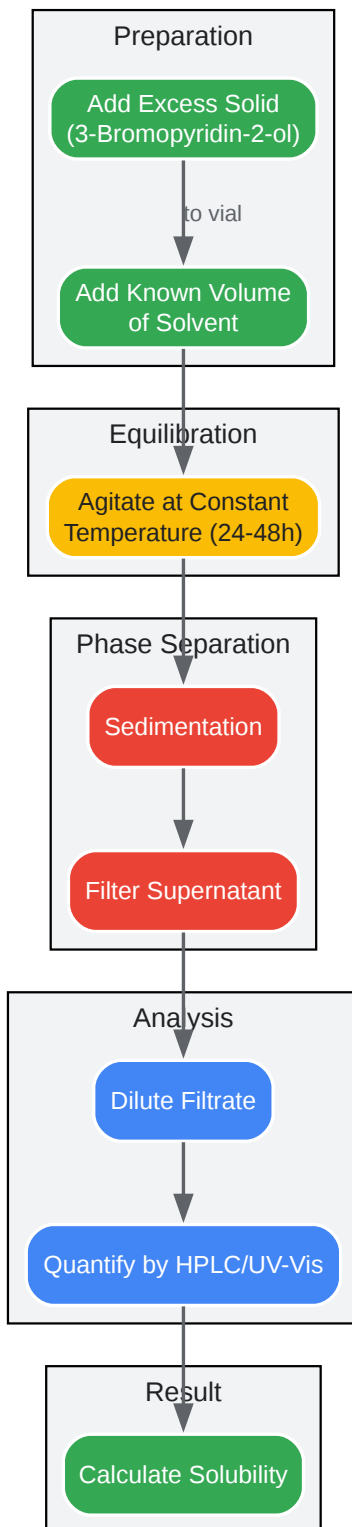 Preparation
Add Excess Solid
(3-Bromopyridin-2-ol)
to vial
Add Known Volume
of Solvent
Equilibration
Agitate at Constant
Temperature (24-48h)
Phase Separation
Sedimentation
Filter Supernatant
Analysis
Dilute Filtrate
Quantify by HPLC/UV-Vis
Result
Calculate Solubility